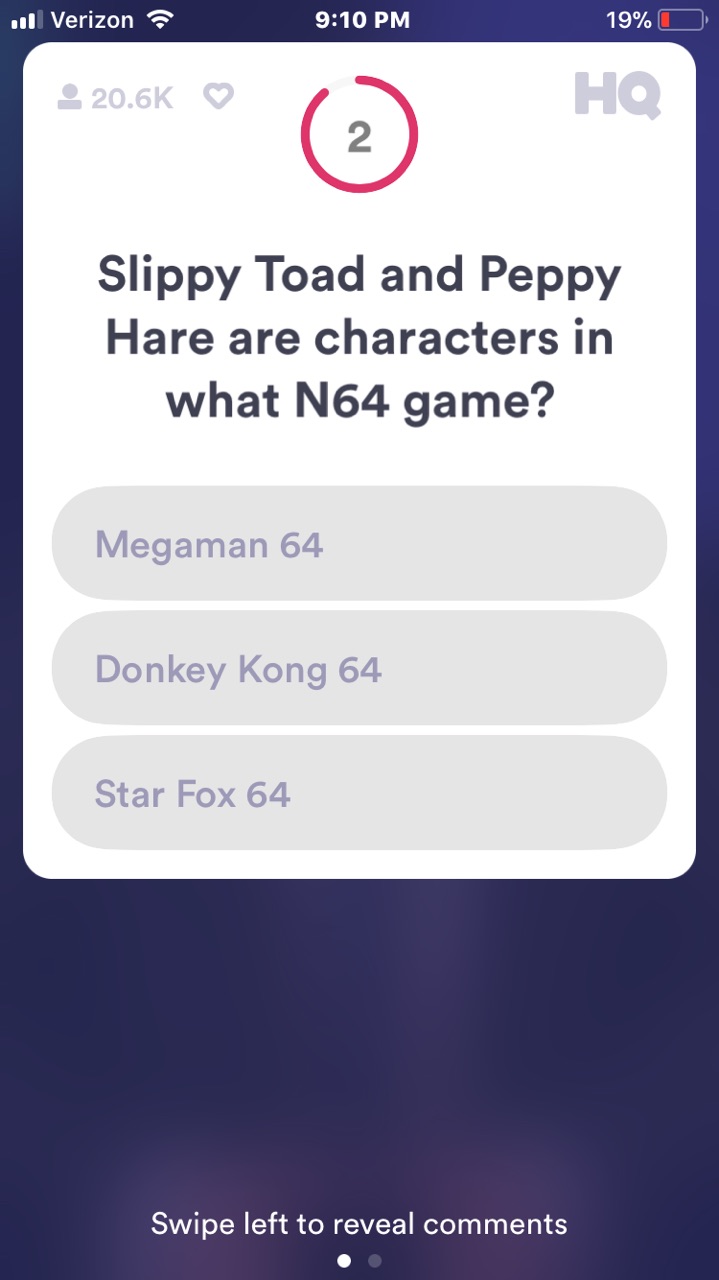 Verizon 9:10 PM 19%
20.6K 2 HQ
Slippy Toad and Peppy
Hare are characters in
what N64 game?
Megaman 64
Donkey Kong 64
Star Fox 64
Swipe left to reveal comments